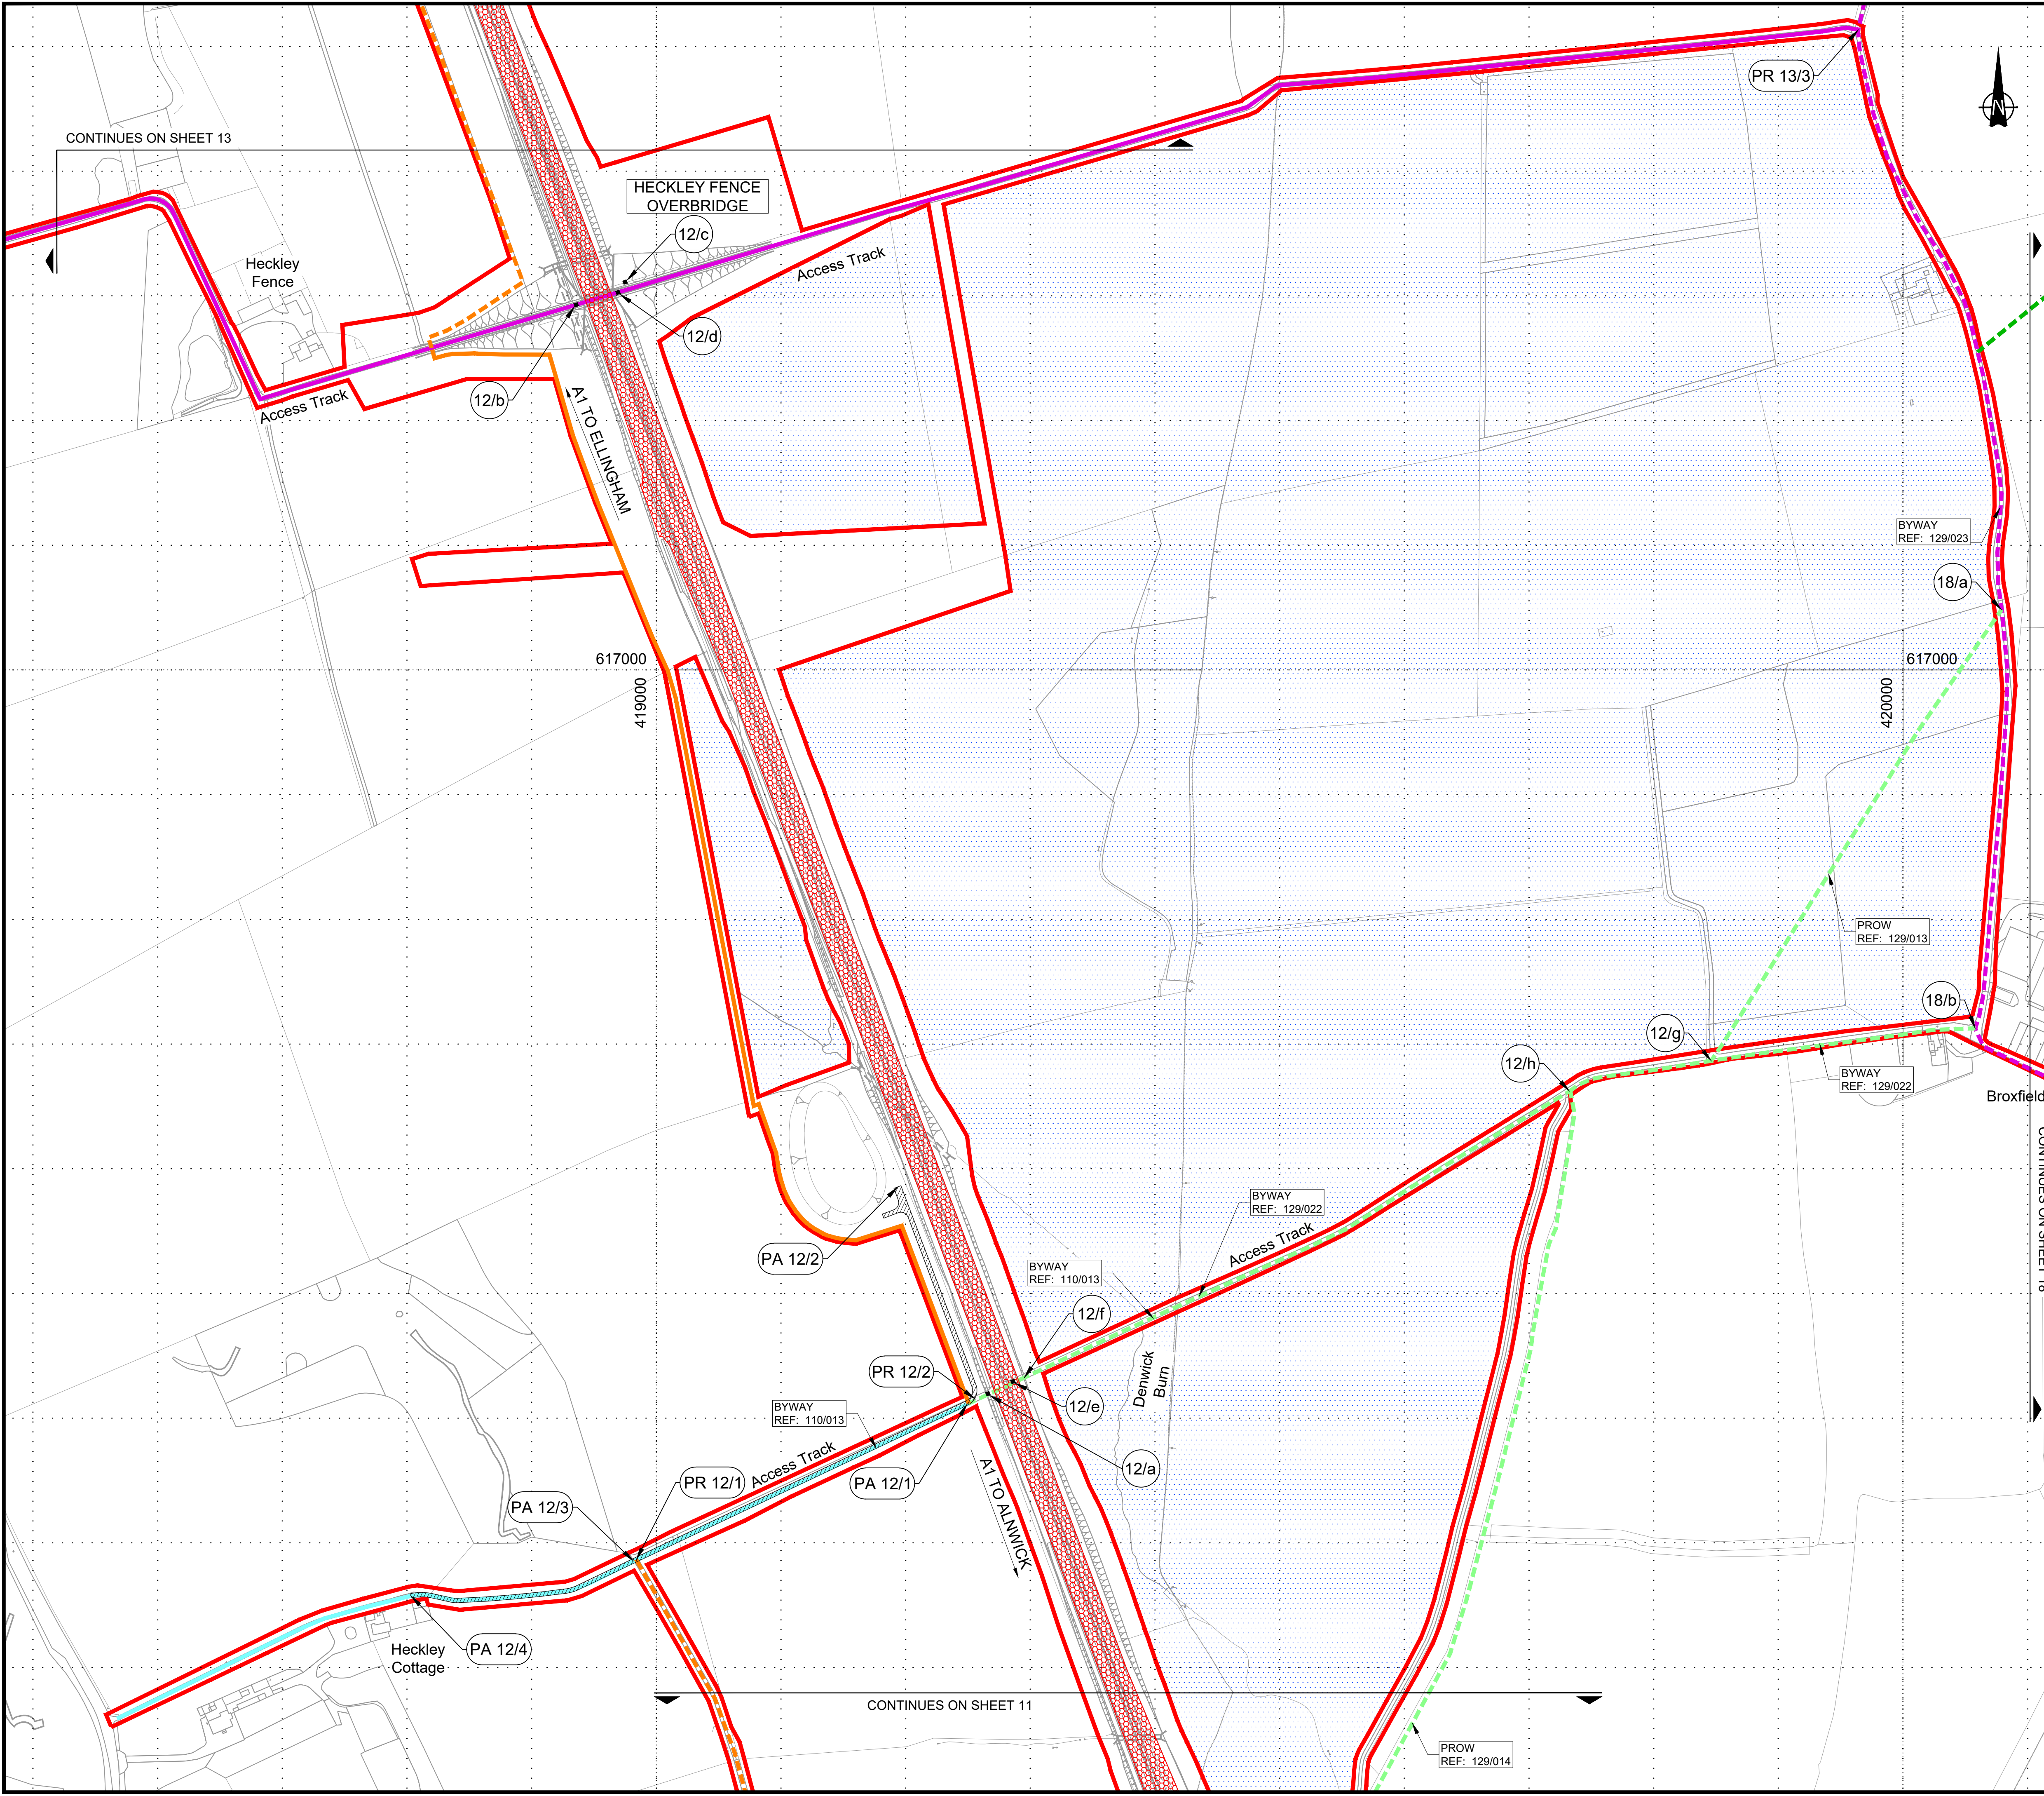 PR 13/3
N
CONTINUES ON SHEET 13
HECKLEY FENCE
OVERBRIDGE
12/c
Heckley
Fence
Access Track
12/d
12/b
Access Track
A1 TO ELLINGHAM
BYWAY
REF: 129/023
18/a
617000
617000
419000
420000
PROW
REF: 129/013
18/b
12/g
12/h
BYWAY
REF: 129/022
Broxfield
CONTINUES ON SHEET 18
BYWAY
REF: 129/022
Access Track
PA 12/2
BYWAY
REF: 110/013
12/f
Denwick
Burn
PR 12/2
12/e
BYWAY
REF: 110/013
Access Track
12/a
PR 12/1
PA 12/1
A1 TO ALNWICK
PA 12/3
Heckley
Cottage
PA 12/4
CONTINUES ON SHEET 11
PROW
REF: 129/014